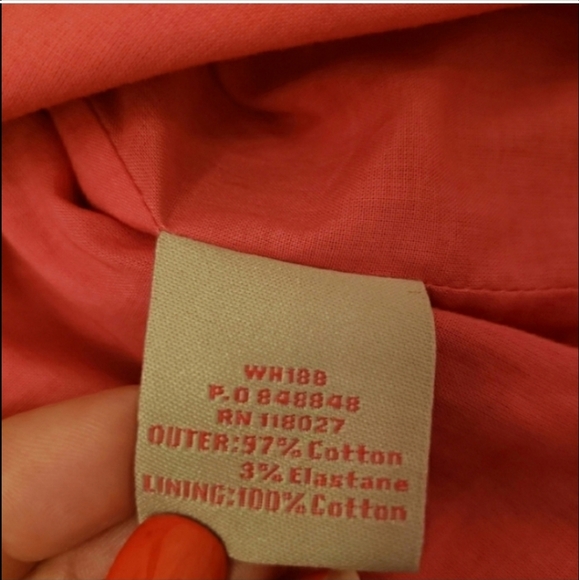 WH188
P.O 848848
RN 118027
OUTER:97% Cotton
3% Elastane
LINING:100% Cotton